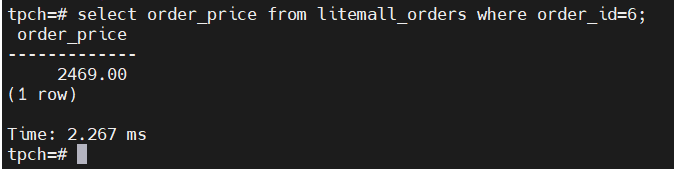 tpch=# select order_price from litemall_orders where order_id=6;
 order_price
-------------
     2469.00
(1 row)

Time: 2.267 ms
tpch=#